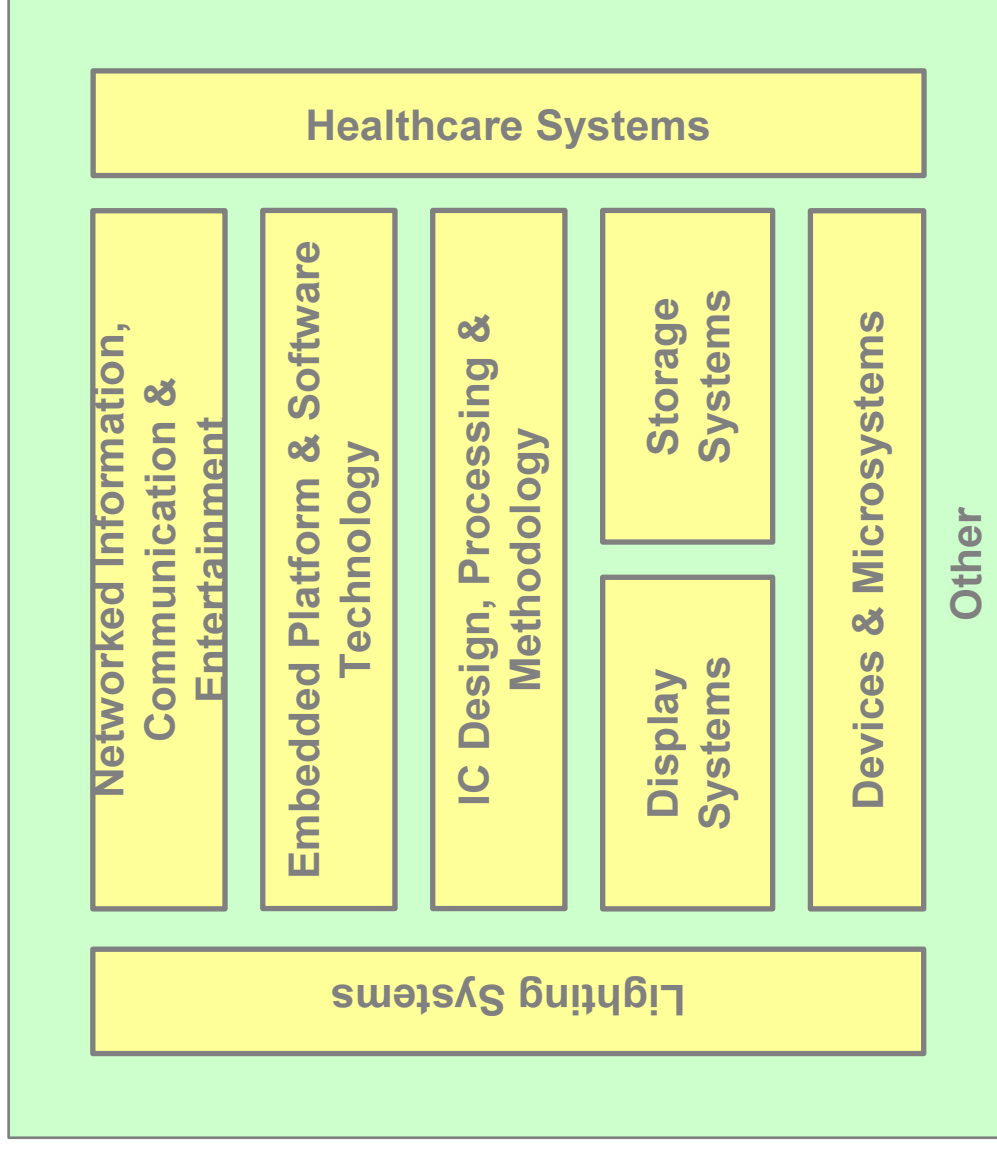 Healthcare Systems
Networked Information,
Communication &
Entertainment
Embedded Platform & Software
Technology
IC Design, Processing &
Methodology
Storage
Systems
Display
Systems
Devices & Microsystems
Other
Lighting Systems